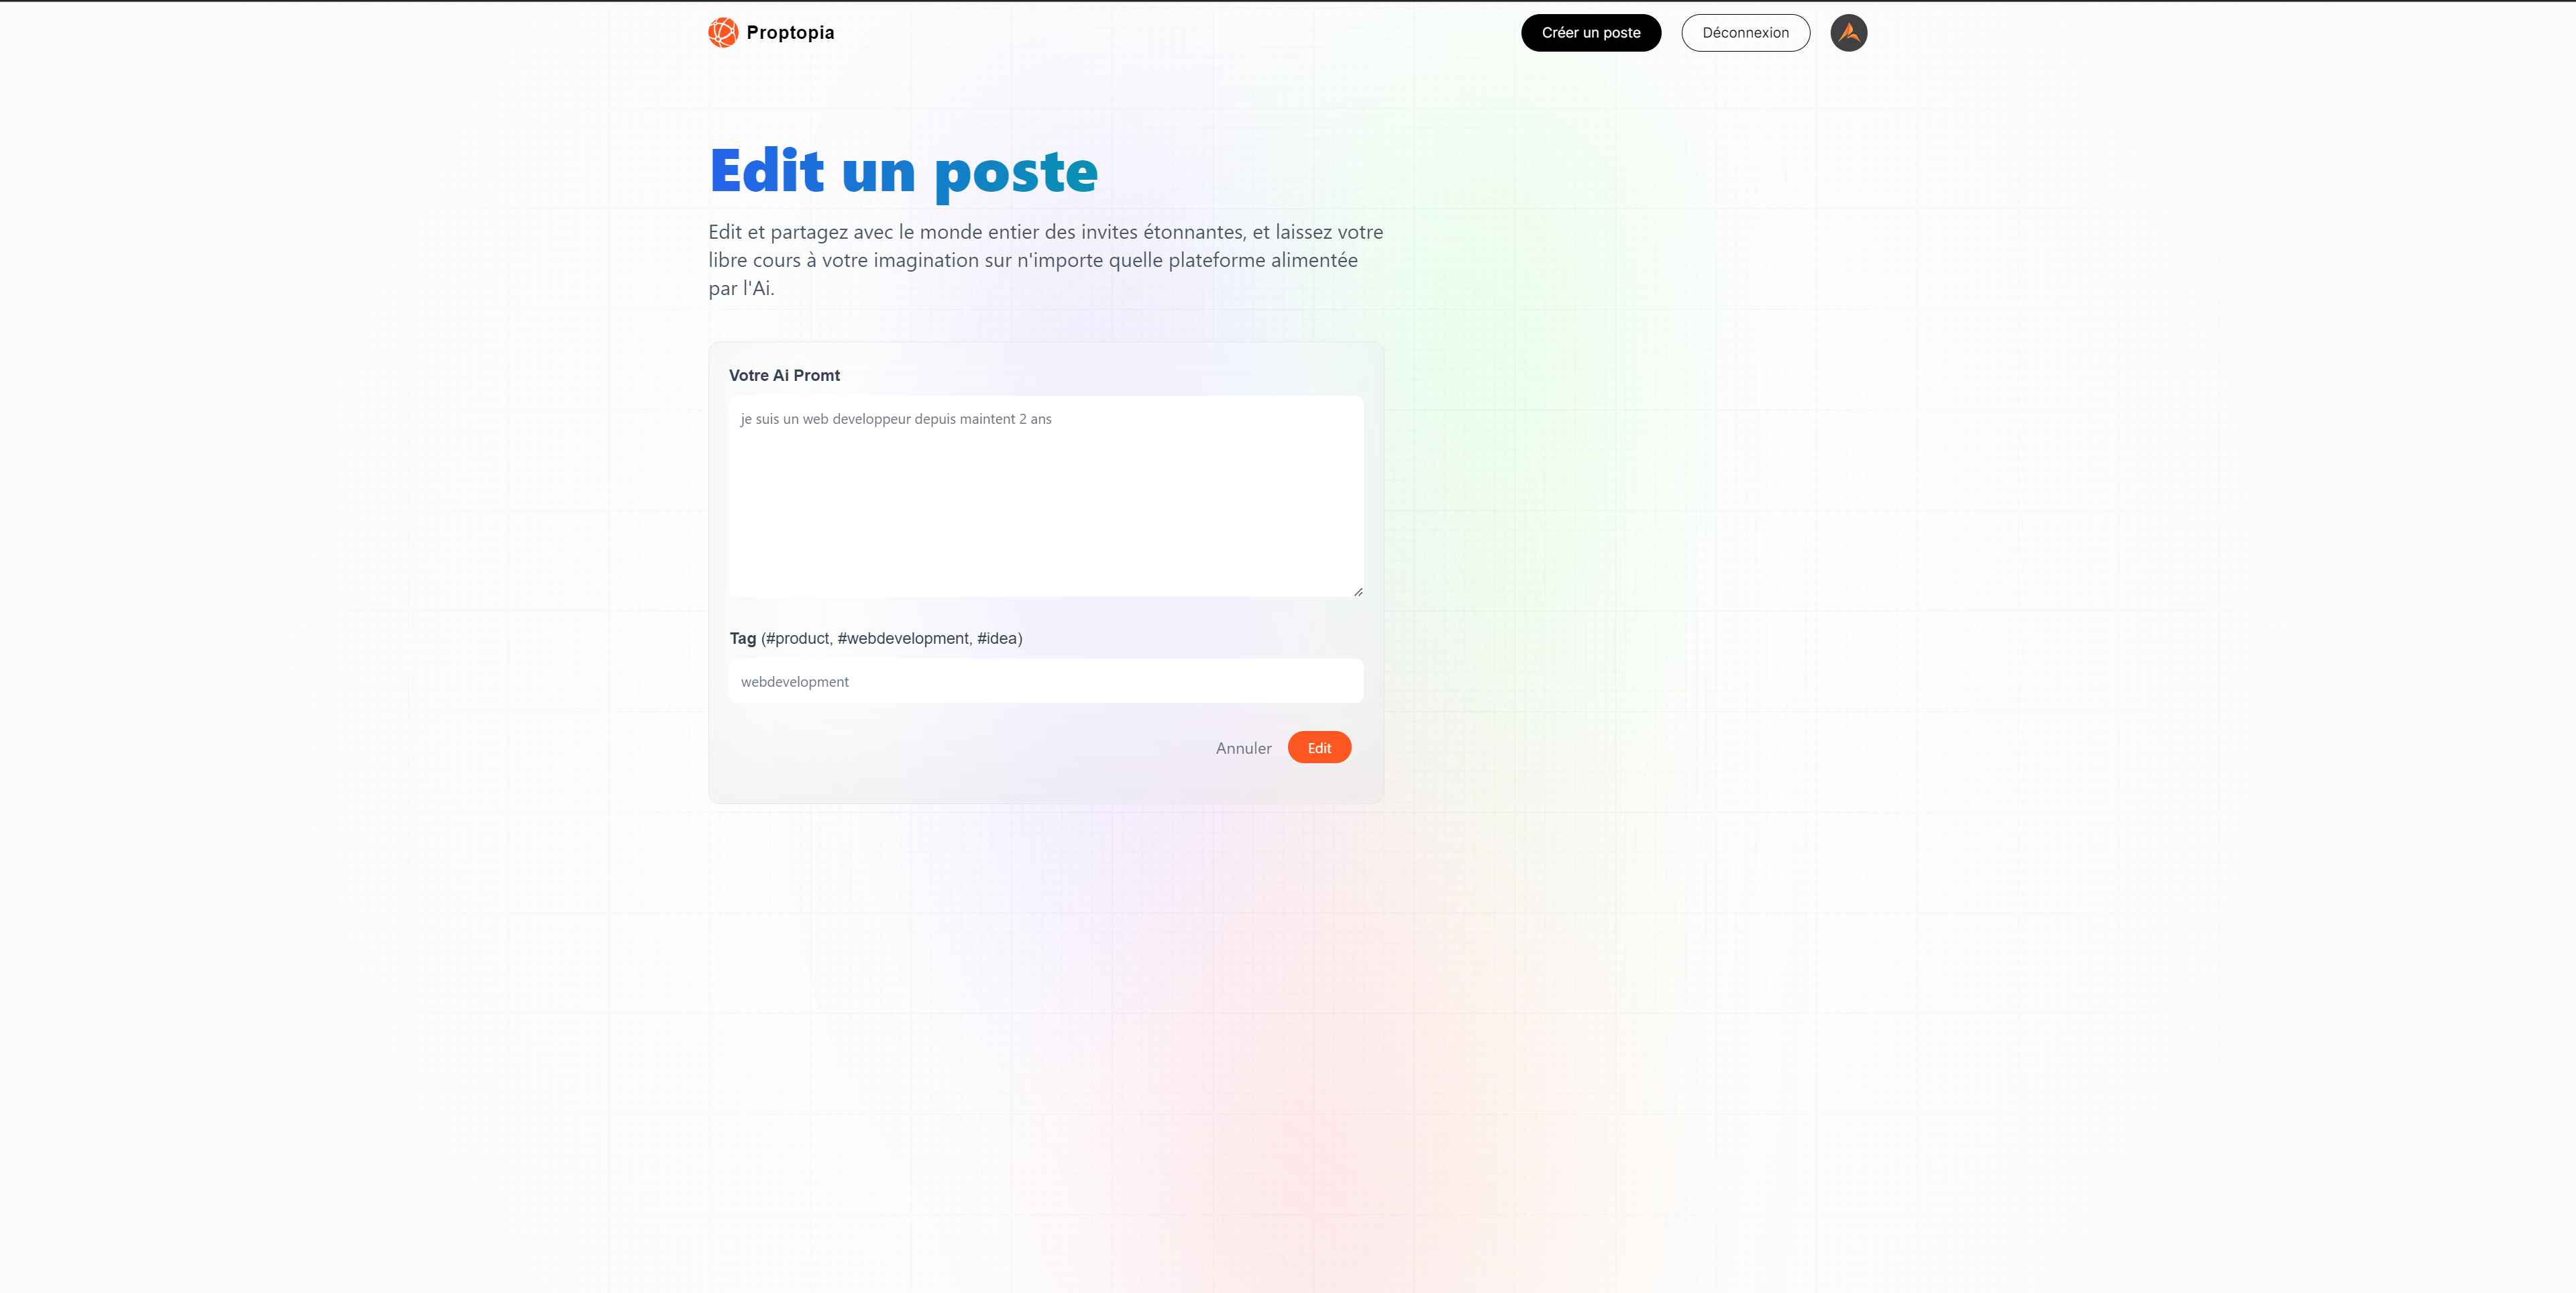 Proptopia
Créer un poste
Déconnexion
Edit un poste
Edit et partagez avec le monde entier des invites étonnantes, et laissez votre
libre cours à votre imagination sur n'importe quelle plateforme alimentée
par l'Ai.
Votre Ai Promt
je suis un web developpeur depuis maintent 2 ans
Tag (#product, #webdevelopment, #idea)
webdevelopment
Annuler
Edit